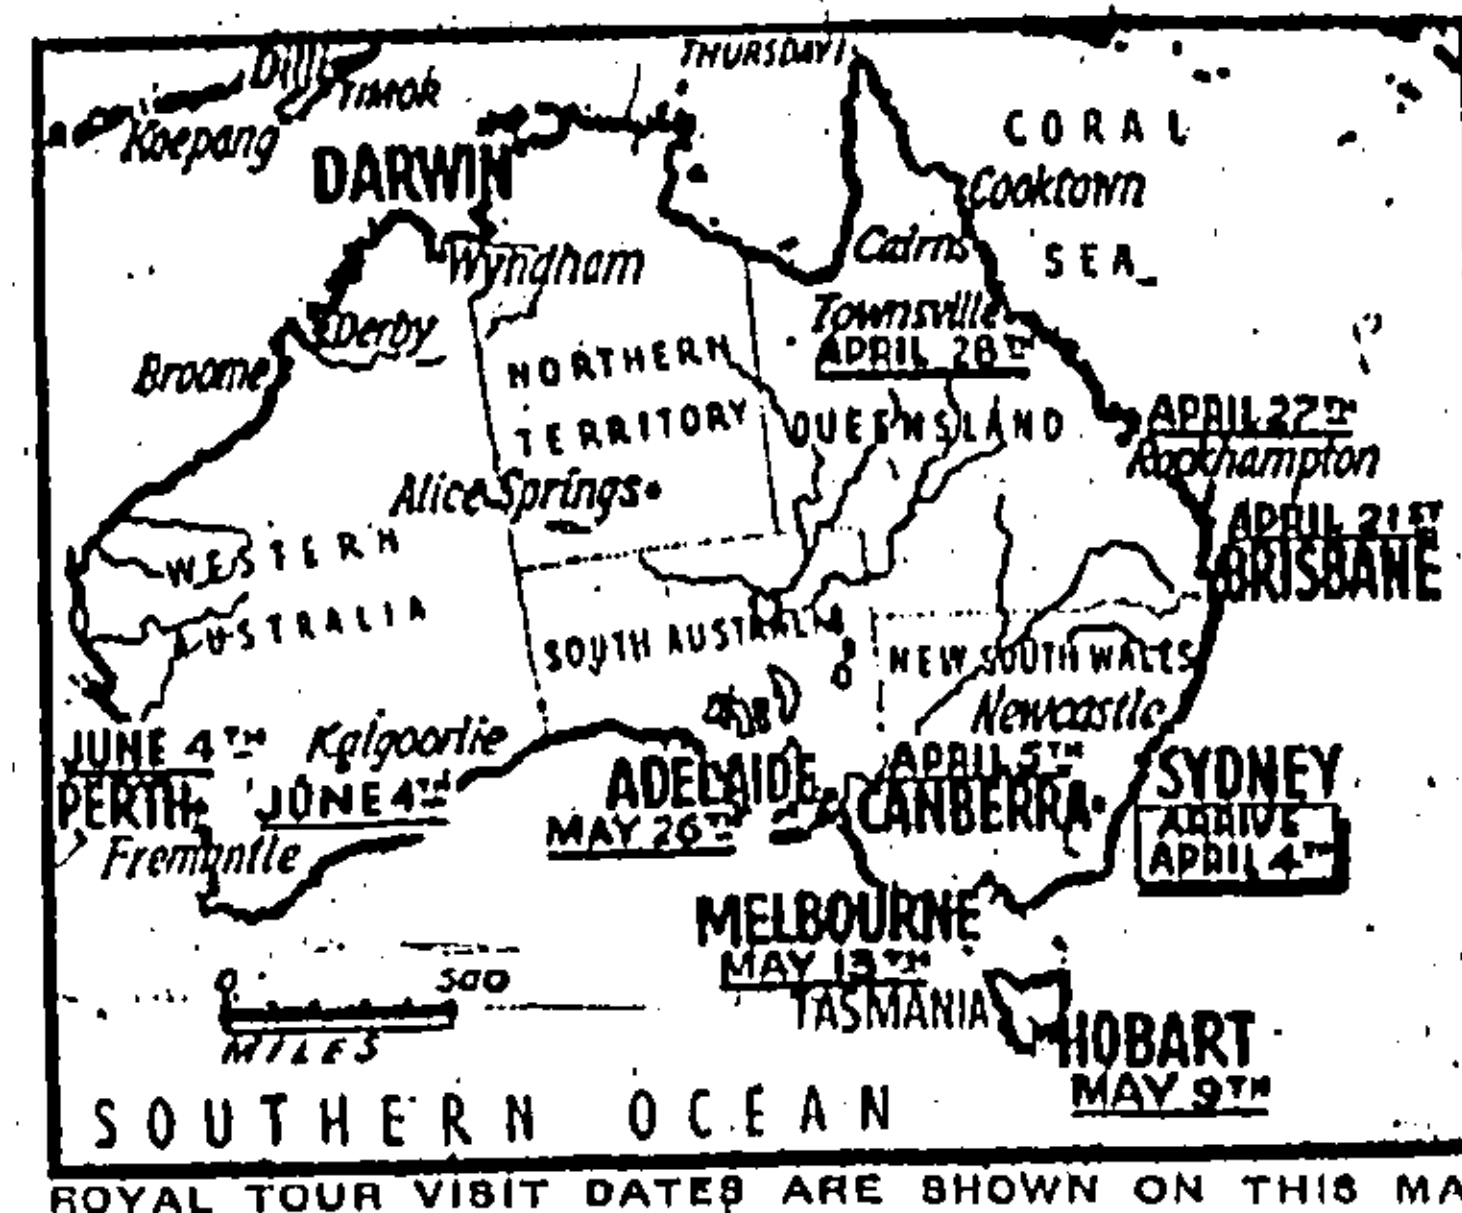 Dilli
TIMOR
THURSDAY I
Koepang
DARWIN
CORAL
SEA
Cooktown
Cairns
Wyndham
Townsville
APRIL 28TH
Derby
Broome
NORTHERN
TERRITORY
QUEENSLAND
APRIL 27TH
Rockhampton
Alice Springs
APRIL 21ST
BRISBANE
WESTERN
AUSTRALIA
SOUTH AUSTRALIA
NEW SOUTH WALES
Newcastle
JUNE 4TH
PERTH
Kalgoorlie
JUNE 4TH
Fremantle
ADELAIDE
MAY 26TH
APRIL 5TH
CANBERRA
SYDNEY
ARRIVE
APRIL 4TH
MELBOURNE
MAY 13TH
TASMANIA
HOBART
MAY 9TH
0 500
MILES
SOUTHERN OCEAN
ROYAL TOUR VISIT DATES ARE SHOWN ON THIS MA